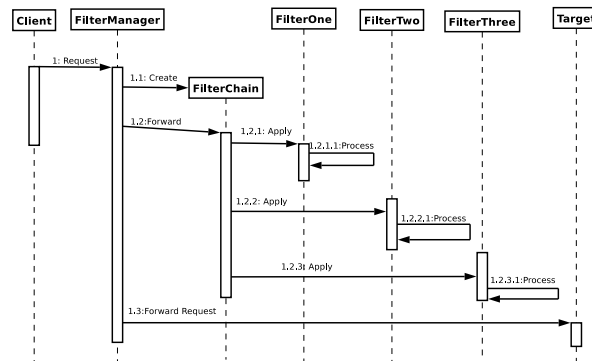 Client
FilterManager
FilterOne
FilterTwo
FilterThree
Target
1: Request
1.1: Create
FilterChain
1.2:Forward
1.2.1: Apply
1.2.1.1:Process
1.2.2: Apply
1.2.2.1:Process
1.2.3: Apply
1.2.3.1:Process
1.3:Forward Request